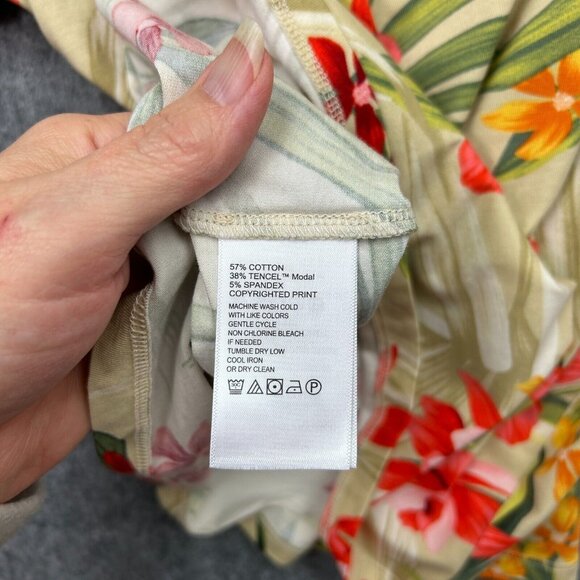 57% COTTON
38% TENCEL™ Modal
5% SPANDEX
COPYRIGHTED PRINT
MACHINE WASH COLD
WITH LIKE COLORS
GENTLE CYCLE
NON CHLORINE BLEACH
IF NEEDED
TUMBLE DRY LOW
COOL IRON
OR DRY CLEAN